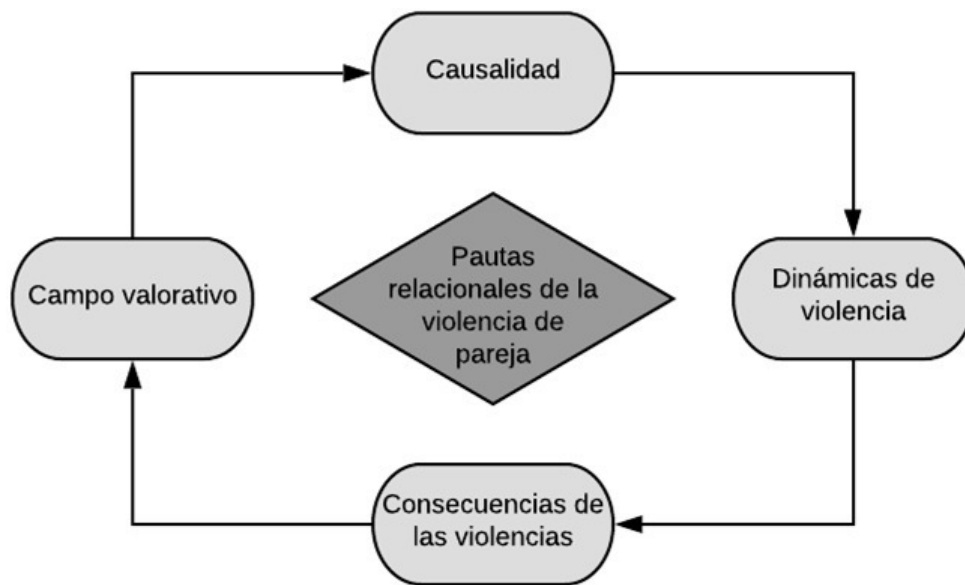 Causalidad
Campo valorativo
Pautas
relacionales de la
violencia de
pareja
Dinámicas de
violencia
Consecuencias de
las violencias